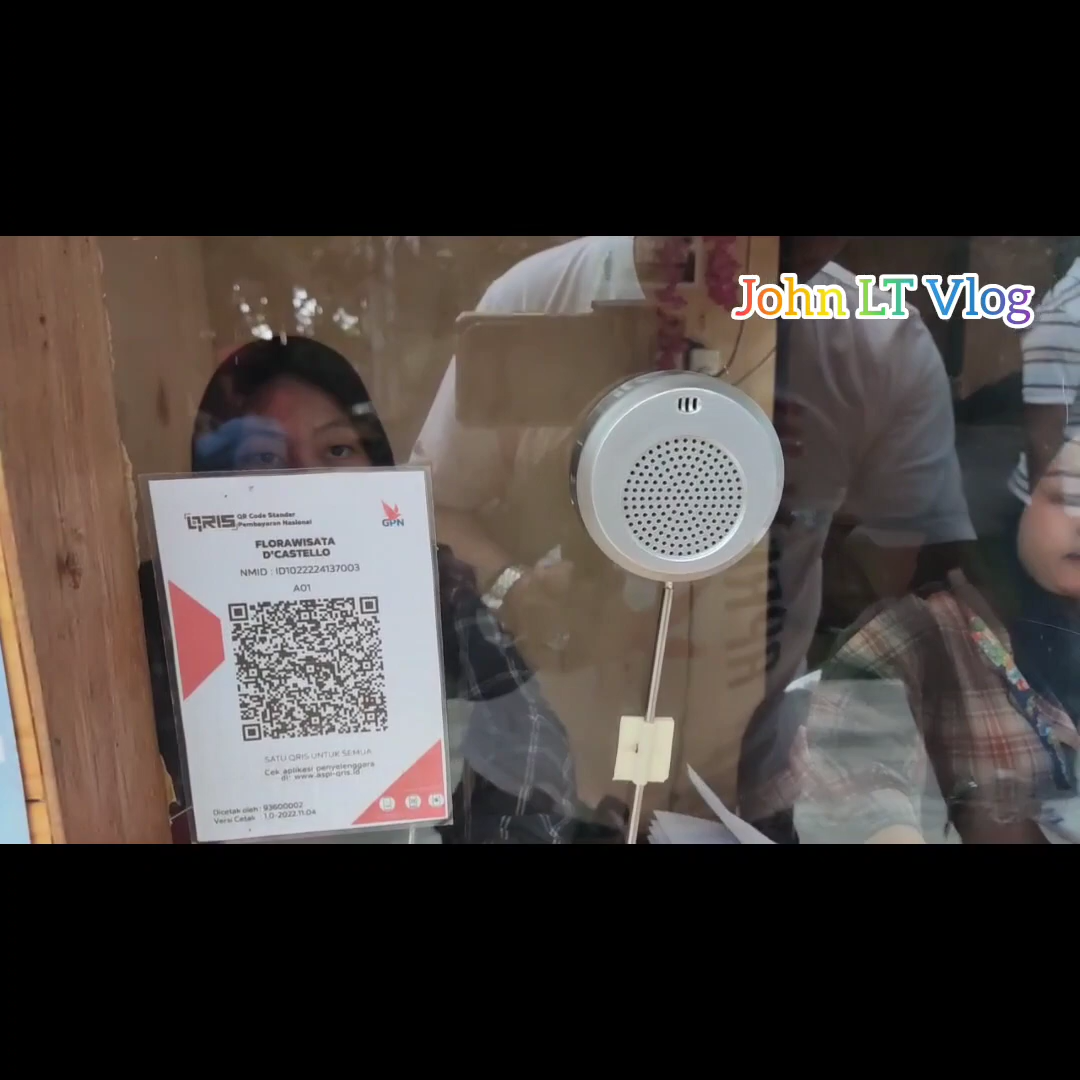 John LT Vlog
QRIS QR Code Standar
Pembayaran Nasional
GPN
FLORAWISATA
D'CASTELLO
NMID : ID1022224137003
A01
SATU QRIS UNTUK SEMUA
Cek aplikasi penyelenggara
di: www.aspi-qris.id
Dicetak oleh : 93600002
Versi Cetak : 1.0-2022.11.04